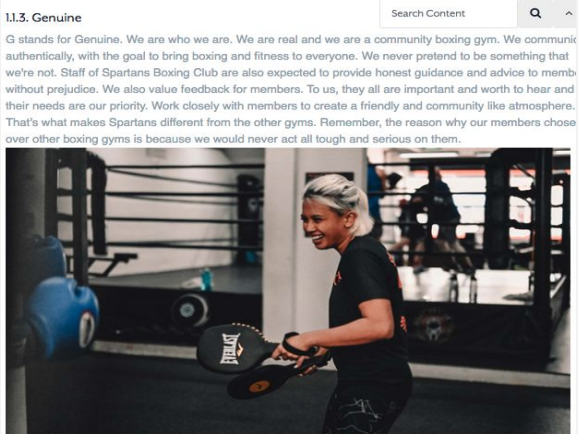 Search Content
1.1.3. Genuine
G stands for Genuine. We are who we are. We are real and we are a community boxing gym. We communic
authentically, with the goal to bring boxing and fitness to everyone. We never pretend to be something that
we're not. Staff of Spartans Boxing Club are also expected to provide honest guidance and advice to membe
without prejudice. We also value feedback for members. To us, they all are important and worth to hear and
their needs are our priority. Work closely with members to create a friendly and community like atmosphere.
That's what makes Spartans different from the other gyms. Remember, the reason why our members chose
over other boxing gyms is because we would never act all tough and serious on them.
EVERLAST